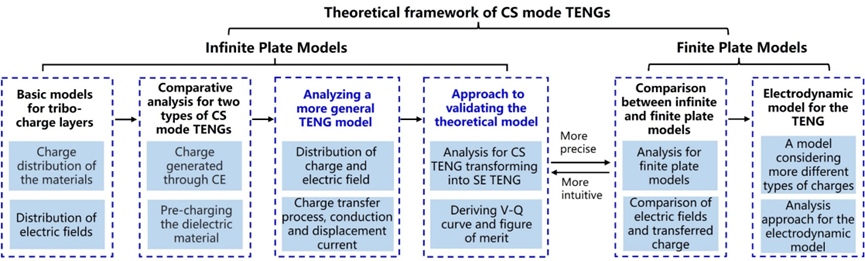 Theoretical framework of CS mode TENGs
Infinite Plate Models
Finite Plate Models
Basic models
for tribo-
charge layers
Charge
distribution of
the materials
Distribution of
electric fields
Comparative
analysis for two
types of CS
mode TENGs
Charge
generated
through CE
Pre-charging
the dielectric
material
Analyzing a
more general
TENG model
Distribution of
charge and
electric field
Charge transfer
process, conduction
and displacement
current
Approach to
validating the
theoretical model
Analysis for CS
TENG transforming
into SE TENG
Deriving V-Q
curve and figure
of merit
More
precise
More
intuitive
Comparison
between infinite
and finite plate
models
Analysis for
finite plate
models
Comparison of
electric fields
and transferred
charge
Electrodynamic
model for the
TENG
A model
considering
more different
types of charges
Analysis
approach for the
electrodynamic
model